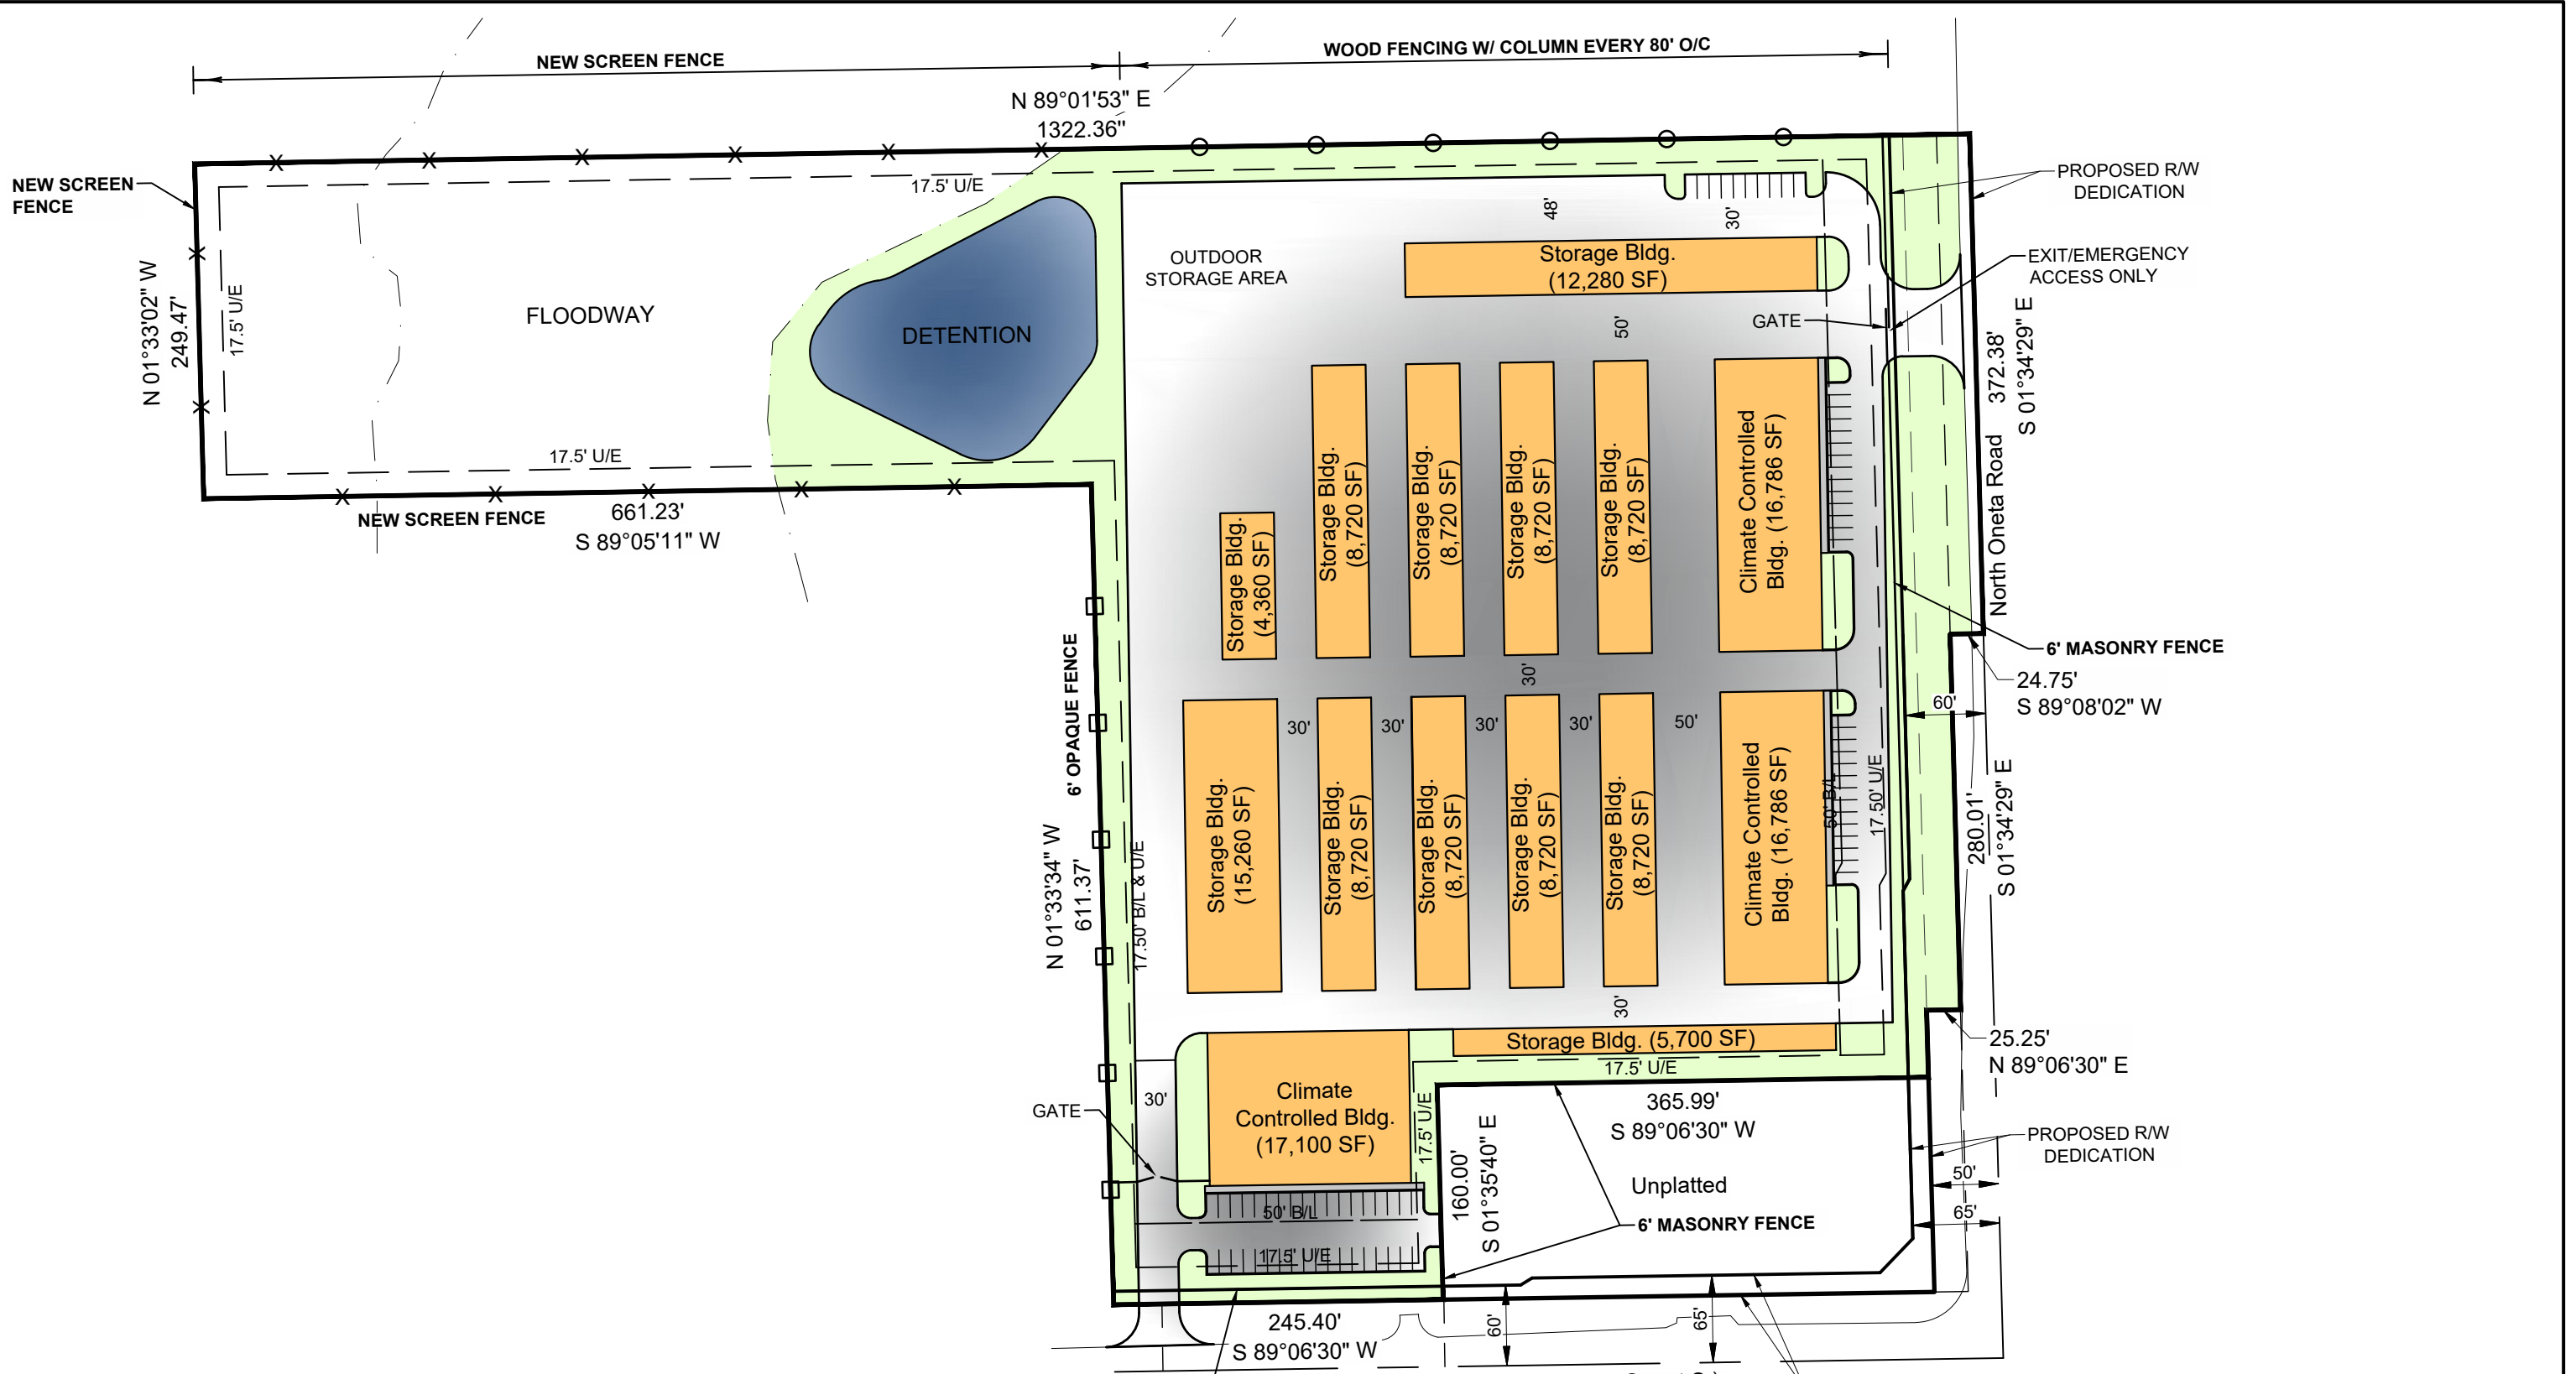 NEW SCREEN FENCE
WOOD FENCING W/ COLUMN EVERY 80' O/C
N 89°01'53" E
1322.36"
NEW SCREEN
FENCE
17.5' U/E
PROPOSED R/W
DEDICATION
48'
30'
OUTDOOR
STORAGE AREA
Storage Bldg.
(12,280 SF)
EXIT/EMERGENCY
ACCESS ONLY
N 01°33'02" W
249.47'
17.5' U/E
FLOODWAY
DETENTION
50'
GATE
372.38'
S 01°34'29" E
North Oneta Road
17.5' U/E
NEW SCREEN FENCE
661.23'
S 89°05'11" W
Storage Bldg.
(4,360 SF)
Storage Bldg.
(8,720 SF)
Storage Bldg.
(8,720 SF)
Storage Bldg.
(8,720 SF)
Storage Bldg.
(8,720 SF)
Climate Controlled
Bldg. (16,786 SF)
6' MASONRY FENCE
24.75'
S 89°08'02" W
60'
30'
6' OPAQUE FENCE
30'
30'
30'
30'
50'
Storage Bldg.
(15,260 SF)
Storage Bldg.
(8,720 SF)
Storage Bldg.
(8,720 SF)
Storage Bldg.
(8,720 SF)
Storage Bldg.
(8,720 SF)
Climate Controlled
Bldg. (16,786 SF)
50' B/L
17.50' U/E
280.01'
S 01°34'29" E
N 01°33'34" W
611.37'
17.50' B/L & U/E
30'
Storage Bldg. (5,700 SF)
17.5' U/E
25.25'
N 89°06'30" E
GATE
30'
Climate
Controlled Bldg.
(17,100 SF)
17.5' U/E
160.00'
S 01°35'40" E
365.99'
S 89°06'30" W
Unplatted
6' MASONRY FENCE
PROPOSED R/W
DEDICATION
50'
65'
50' B/L
17.5' U/E
245.40'
S 89°06'30" W
60'
65'